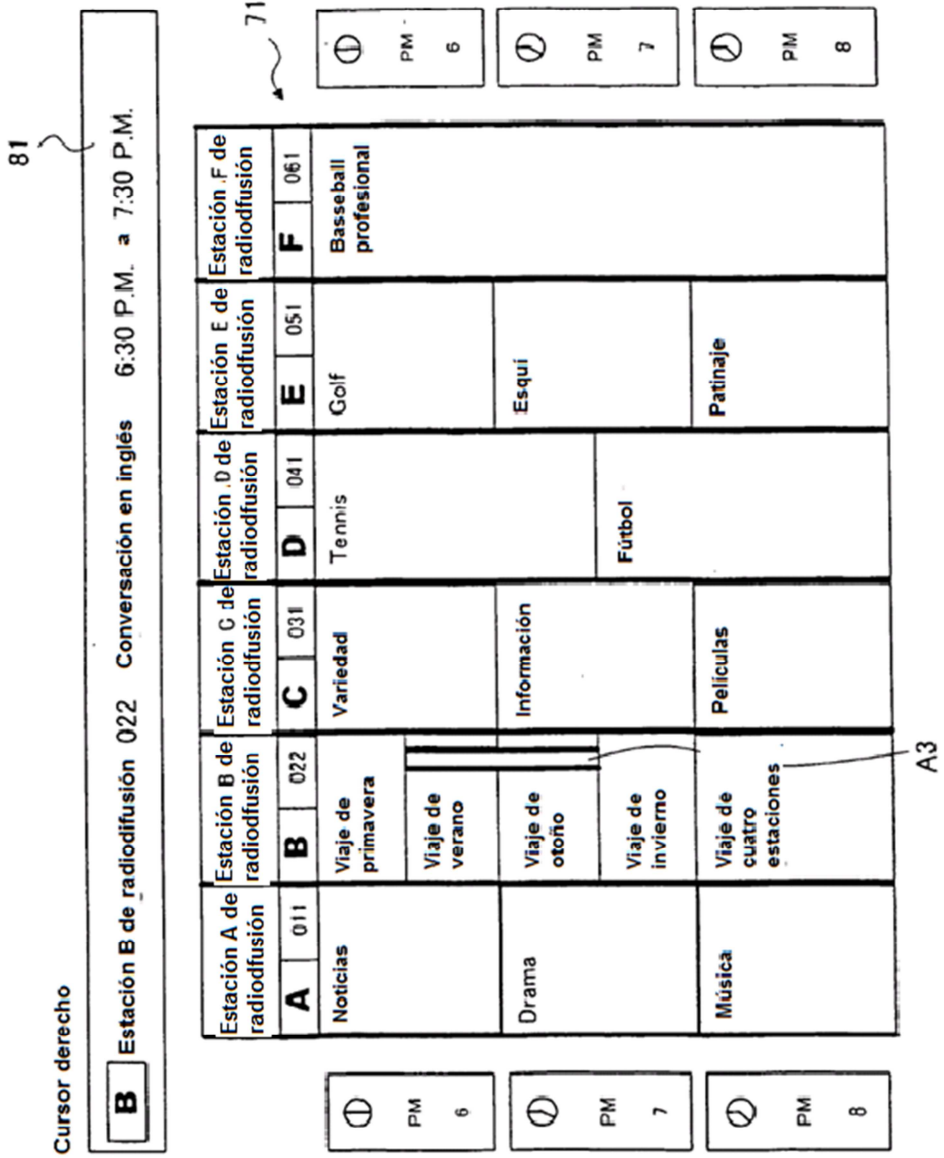 81
Cursor derecho
B Estación B de radiodifusión 022 Conversación en inglés 6:30 P.M. a 7:30 P.M.
71
Estación A de
radiodfusión
Estación B de
radiodfusión
Estación C de
radiodfusión
Estación .D de
radiodfusión
Estación E de
radiodfusión
Estación .F de
radiodfusión
A 011
B 022
C 031
D 041
E 051
F 061
PM
6
Noticias
Viaje de
primavera
Viaje de
verano
Variedad
Tennis
Golf
Basseball
profesional
PM
6
PM
7
Drama
Viaje de
otoño
Viaje de
invierno
Información
Fútbol
Esquí
PM
7
PM
8
Música
Viaje de
cuatro
estaciones
Películas
Patinaje
PM
8
A3